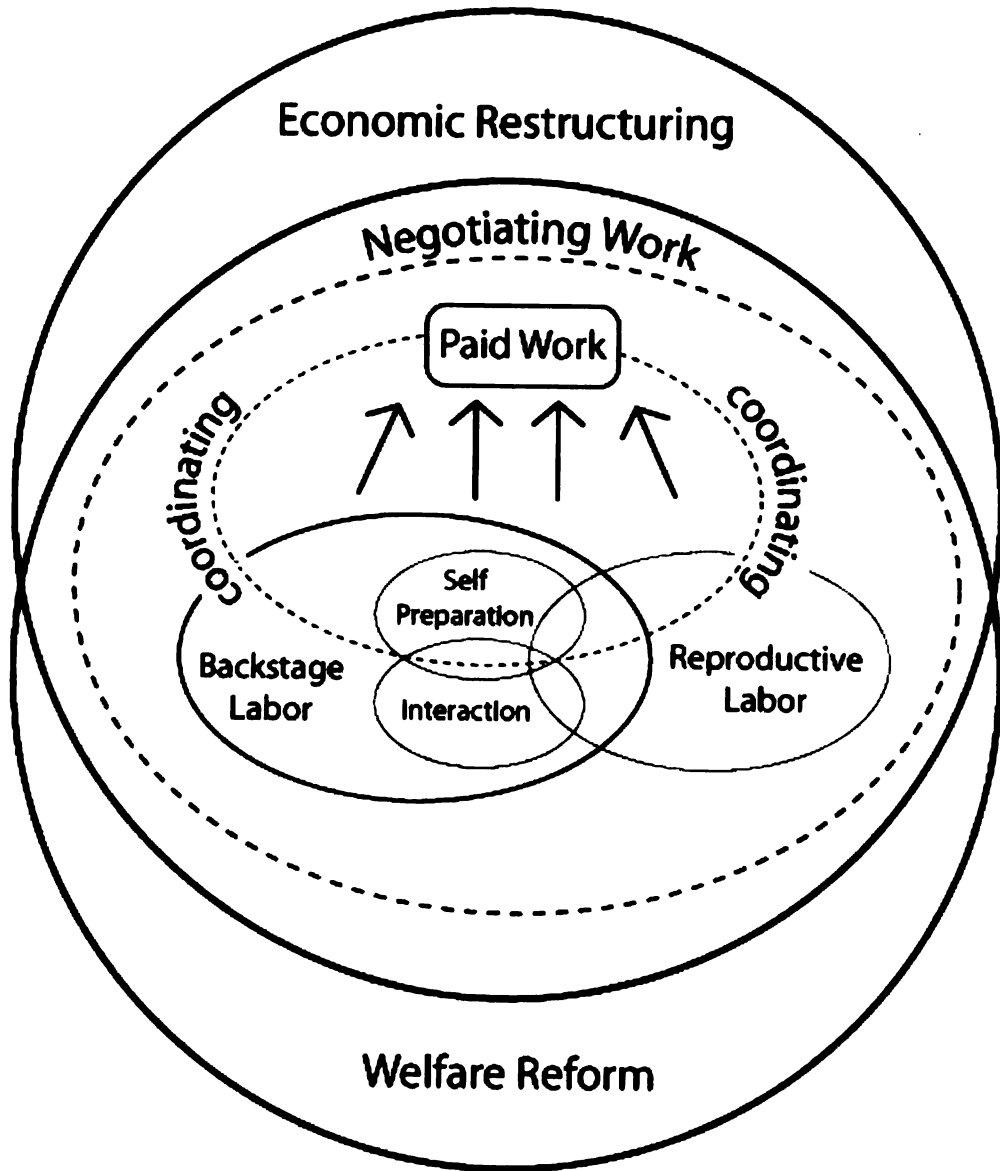 Economic Restructuring
Negotiating Work
Paid Work
coordinating
coordinating
Self
Preparation
Backstage
Labor
Interaction
Reproductive
Labor
Welfare Reform